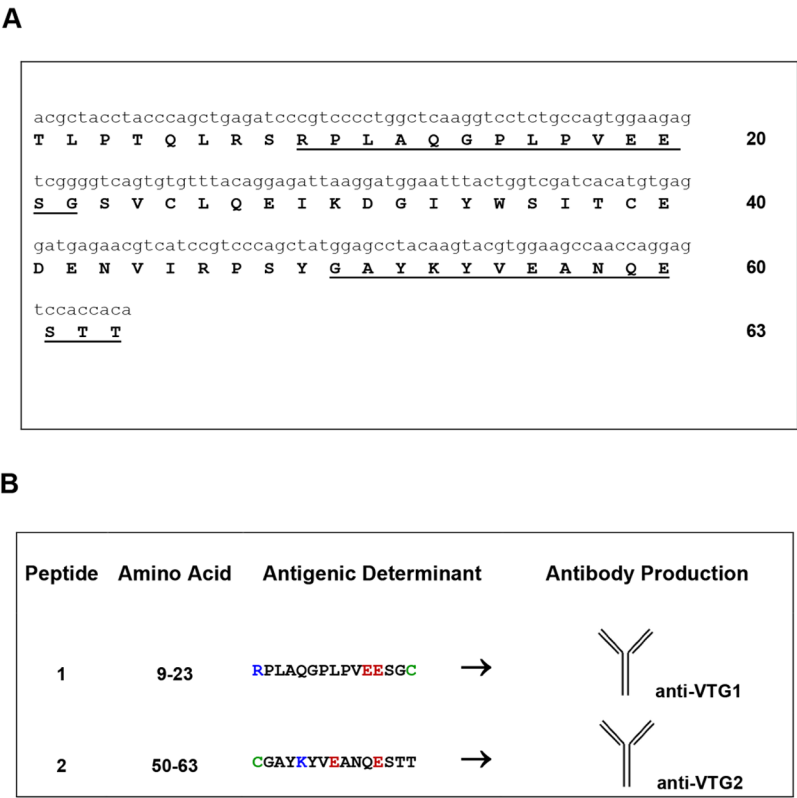 A
acgctacctacccagctgagatcccgtcccctggctcaaggtcctctgccagtggaagag
T L P T Q L R S R P L A Q G P L P V E E 20
tcggggtcagtgtgtttacaggagattaaggatggaatttactggtcgatcacatgtgag
S G S V C L Q E I K D G I Y W S I T C E 40
gatgagaacgtcatccgtcccagctatggagcctacaagtacgtggaagccaaccaggag
D E N V I R P S Y G A Y K Y V E A N Q E 60
tccaccaca
S T T 63
B
Peptide Amino Acid Antigenic Determinant Antibody Production
1 9-23 RPLAQGPLPVEESGC → anti-VTG1
2 50-63 CGAYKYVEANQESTT → anti-VTG2